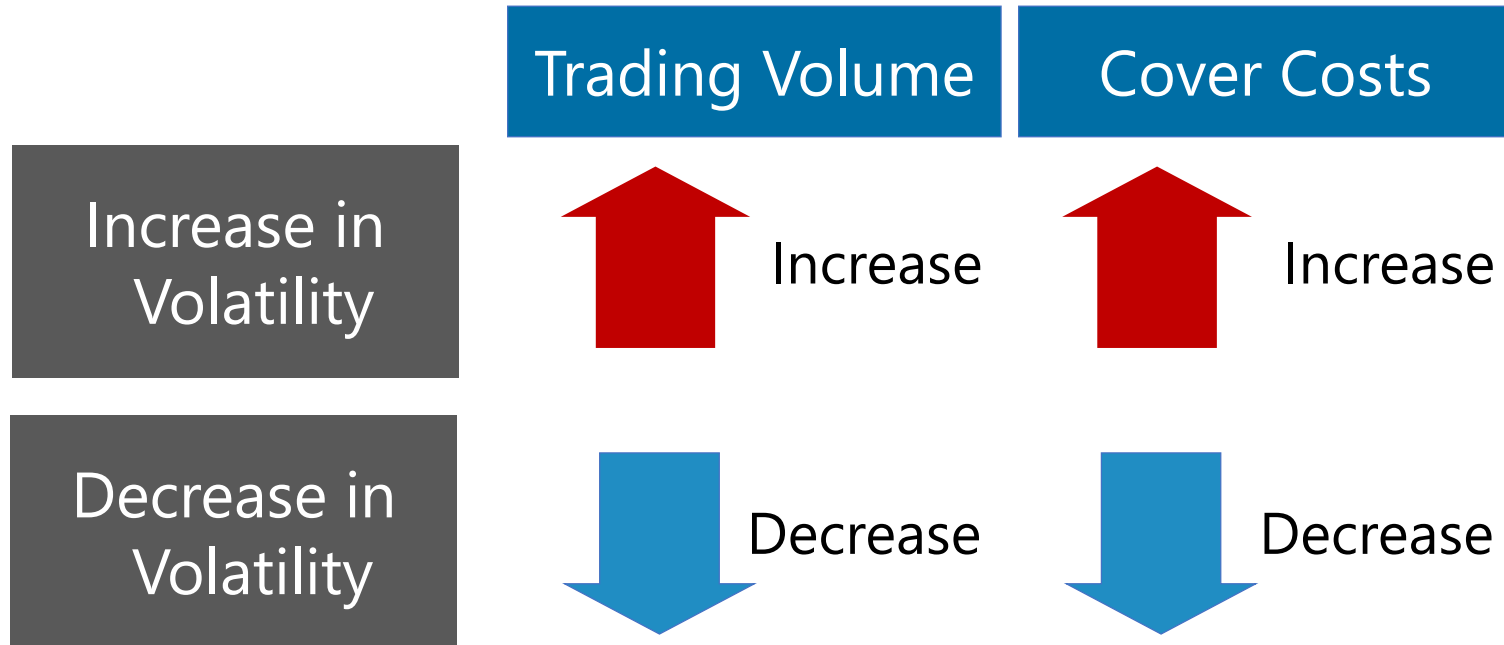 Trading Volume
Cover Costs
Increase in
Volatility
Increase
Increase
Decrease in
Volatility
Decrease
Decrease